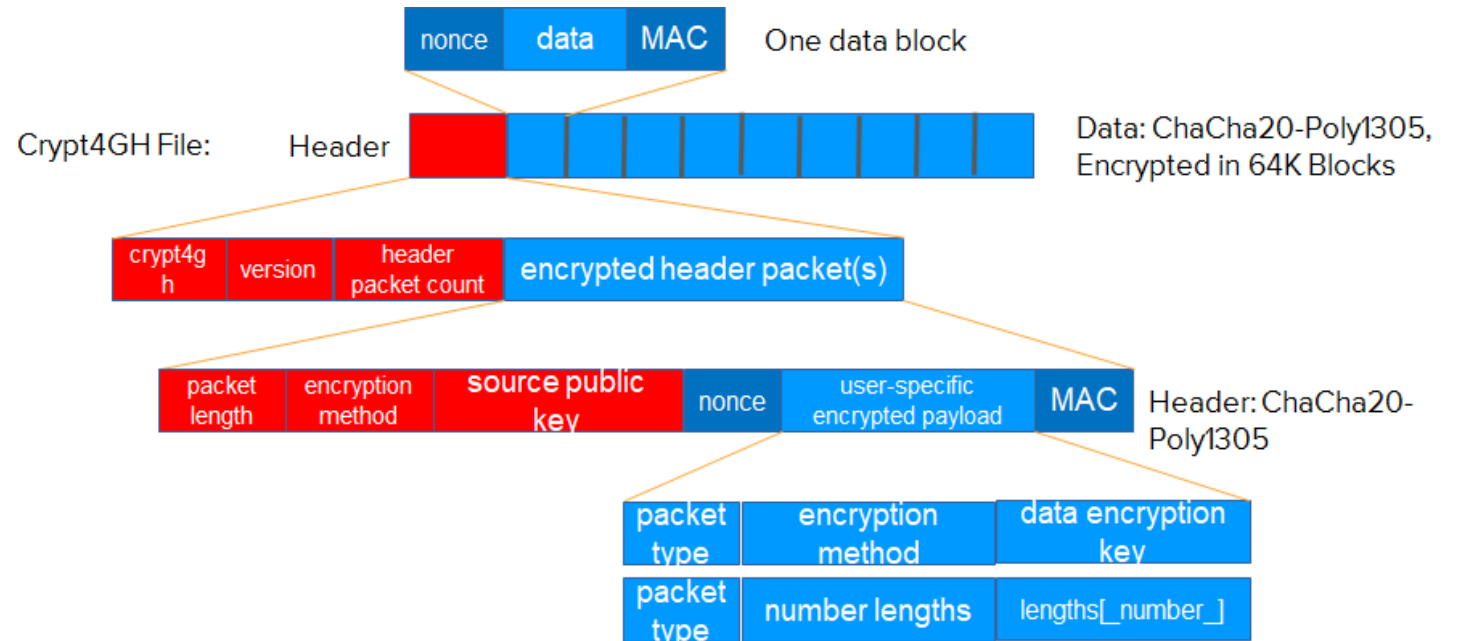 nonce data MAC One data block
Crypt4GH File: Header
Data: ChaCha20-Poly1305,
Encrypted in 64K Blocks
crypt4g
h
version
header
packet count
encrypted header packet(s)
packet
length
encryption
method
source public
key
nonce
user-specific
encrypted payload
MAC
Header: ChaCha20-
Poly1305
packet
type
encryption
method
data encryption
key
packet
type
number lengths
lengths[_number_]